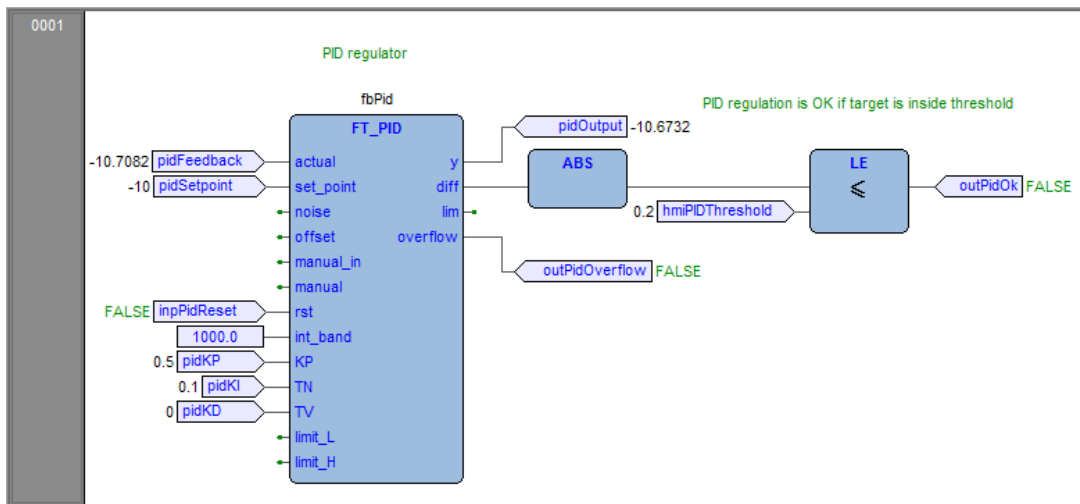 0001
PID regulator
fbPid
PID regulation is OK if target is inside threshold
FT_PID
pidOutput -10.6732
-10.7082 pidFeedback actual y ABS LE
-10 pidSetpoint set_point diff ≤ outPidOk FALSE
noise lim 0.2 hmiPIDThreshold
offset overflow
manual_in outPidOverflow FALSE
manual
FALSE inpPidReset rst
1000.0 int_band
0.5 pidKP KP
0.1 pidKI TN
0 pidKD TV
limit_L
limit_H